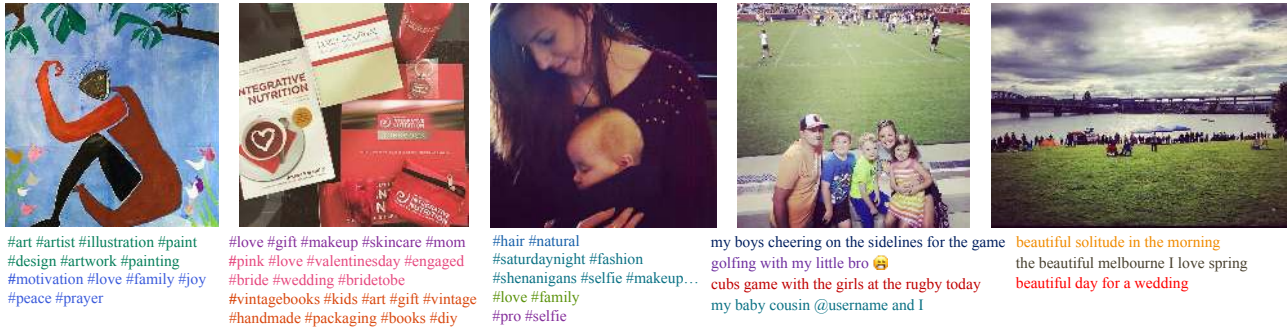 INTEGRATIVE
NUTRITION
INTEGRATIVE
NUTRITION
INTEGRATIVE
NUTRITION
#art #artist #illustration #paint
#design #artwork #painting
#motivation #love #family #joy
#peace #prayer
#love #gift #makeup #skincare #mom
#pink #love #valentinesday #engaged
#bride #wedding #bridetobe
#vintagebooks #kids #art #gift #vintage
#handmade #packaging #books #diy
#hair #natural
#saturdaynight #fashion
#shenanigans #selfie #makeup…
#love #family
#pro #selfie
my boys cheering on the sidelines for the game
golfing with my little bro 😁
cubs game with the girls at the rugby today
my baby cousin @username and I
beautiful solitude in the morning
the beautiful melbourne I love spring
beautiful day for a wedding